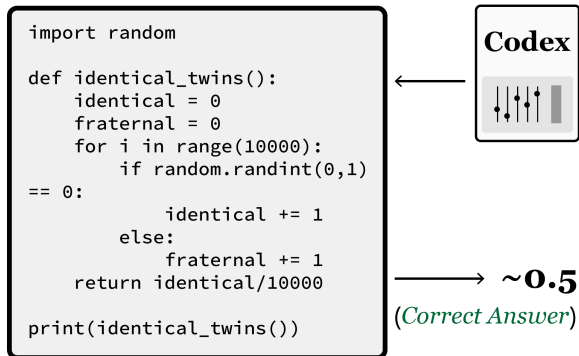 import random
def identical_twins():
    identical = 0
    fraternal = 0
    for i in range(10000):
        if random.randint(0,1)
== 0:
            identical += 1
        else:
            fraternal += 1
    return identical/10000
print(identical_twins())
Codex
~0.5
(Correct Answer)